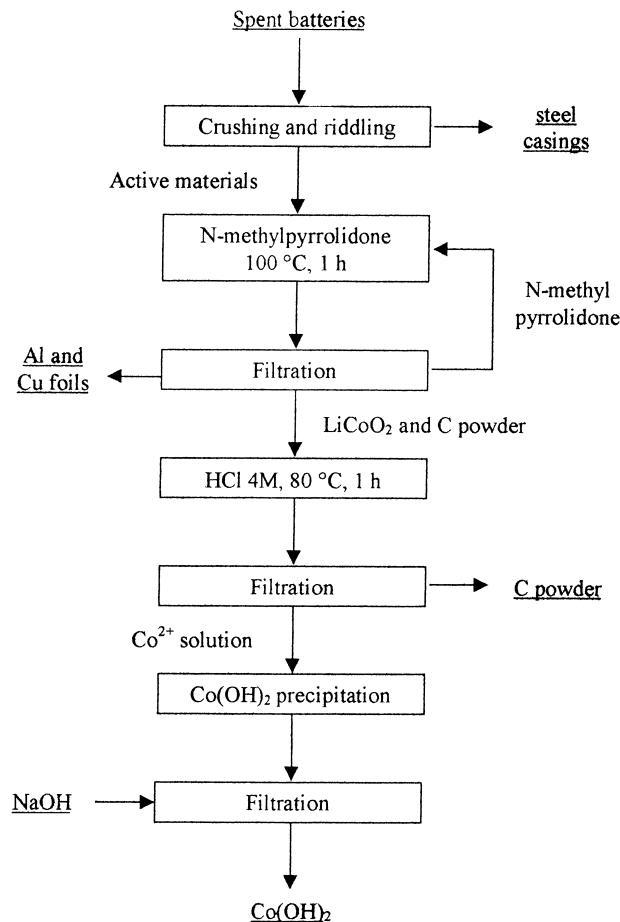 Spent batteries
Crushing and riddling
steel
casings
Active materials
N-methylpyrrolidone
100 °C, 1 h
N-methyl
pyrrolidone
Al and
Cu foils
Filtration
LiCoO₂ and C powder
HCl 4M, 80 °C, 1 h
Filtration
C powder
Co²⁺ solution
Co(OH)₂ precipitation
NaOH
Filtration
Co(OH)₂